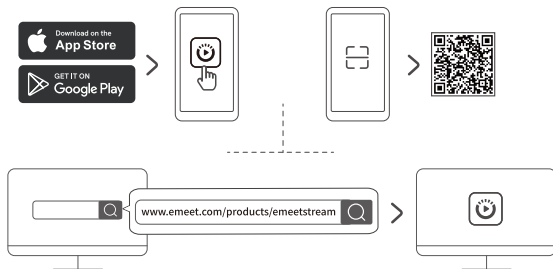 Download on the
App Store
GET IT ON
Google Play
www.emeet.com/products/emeetstream